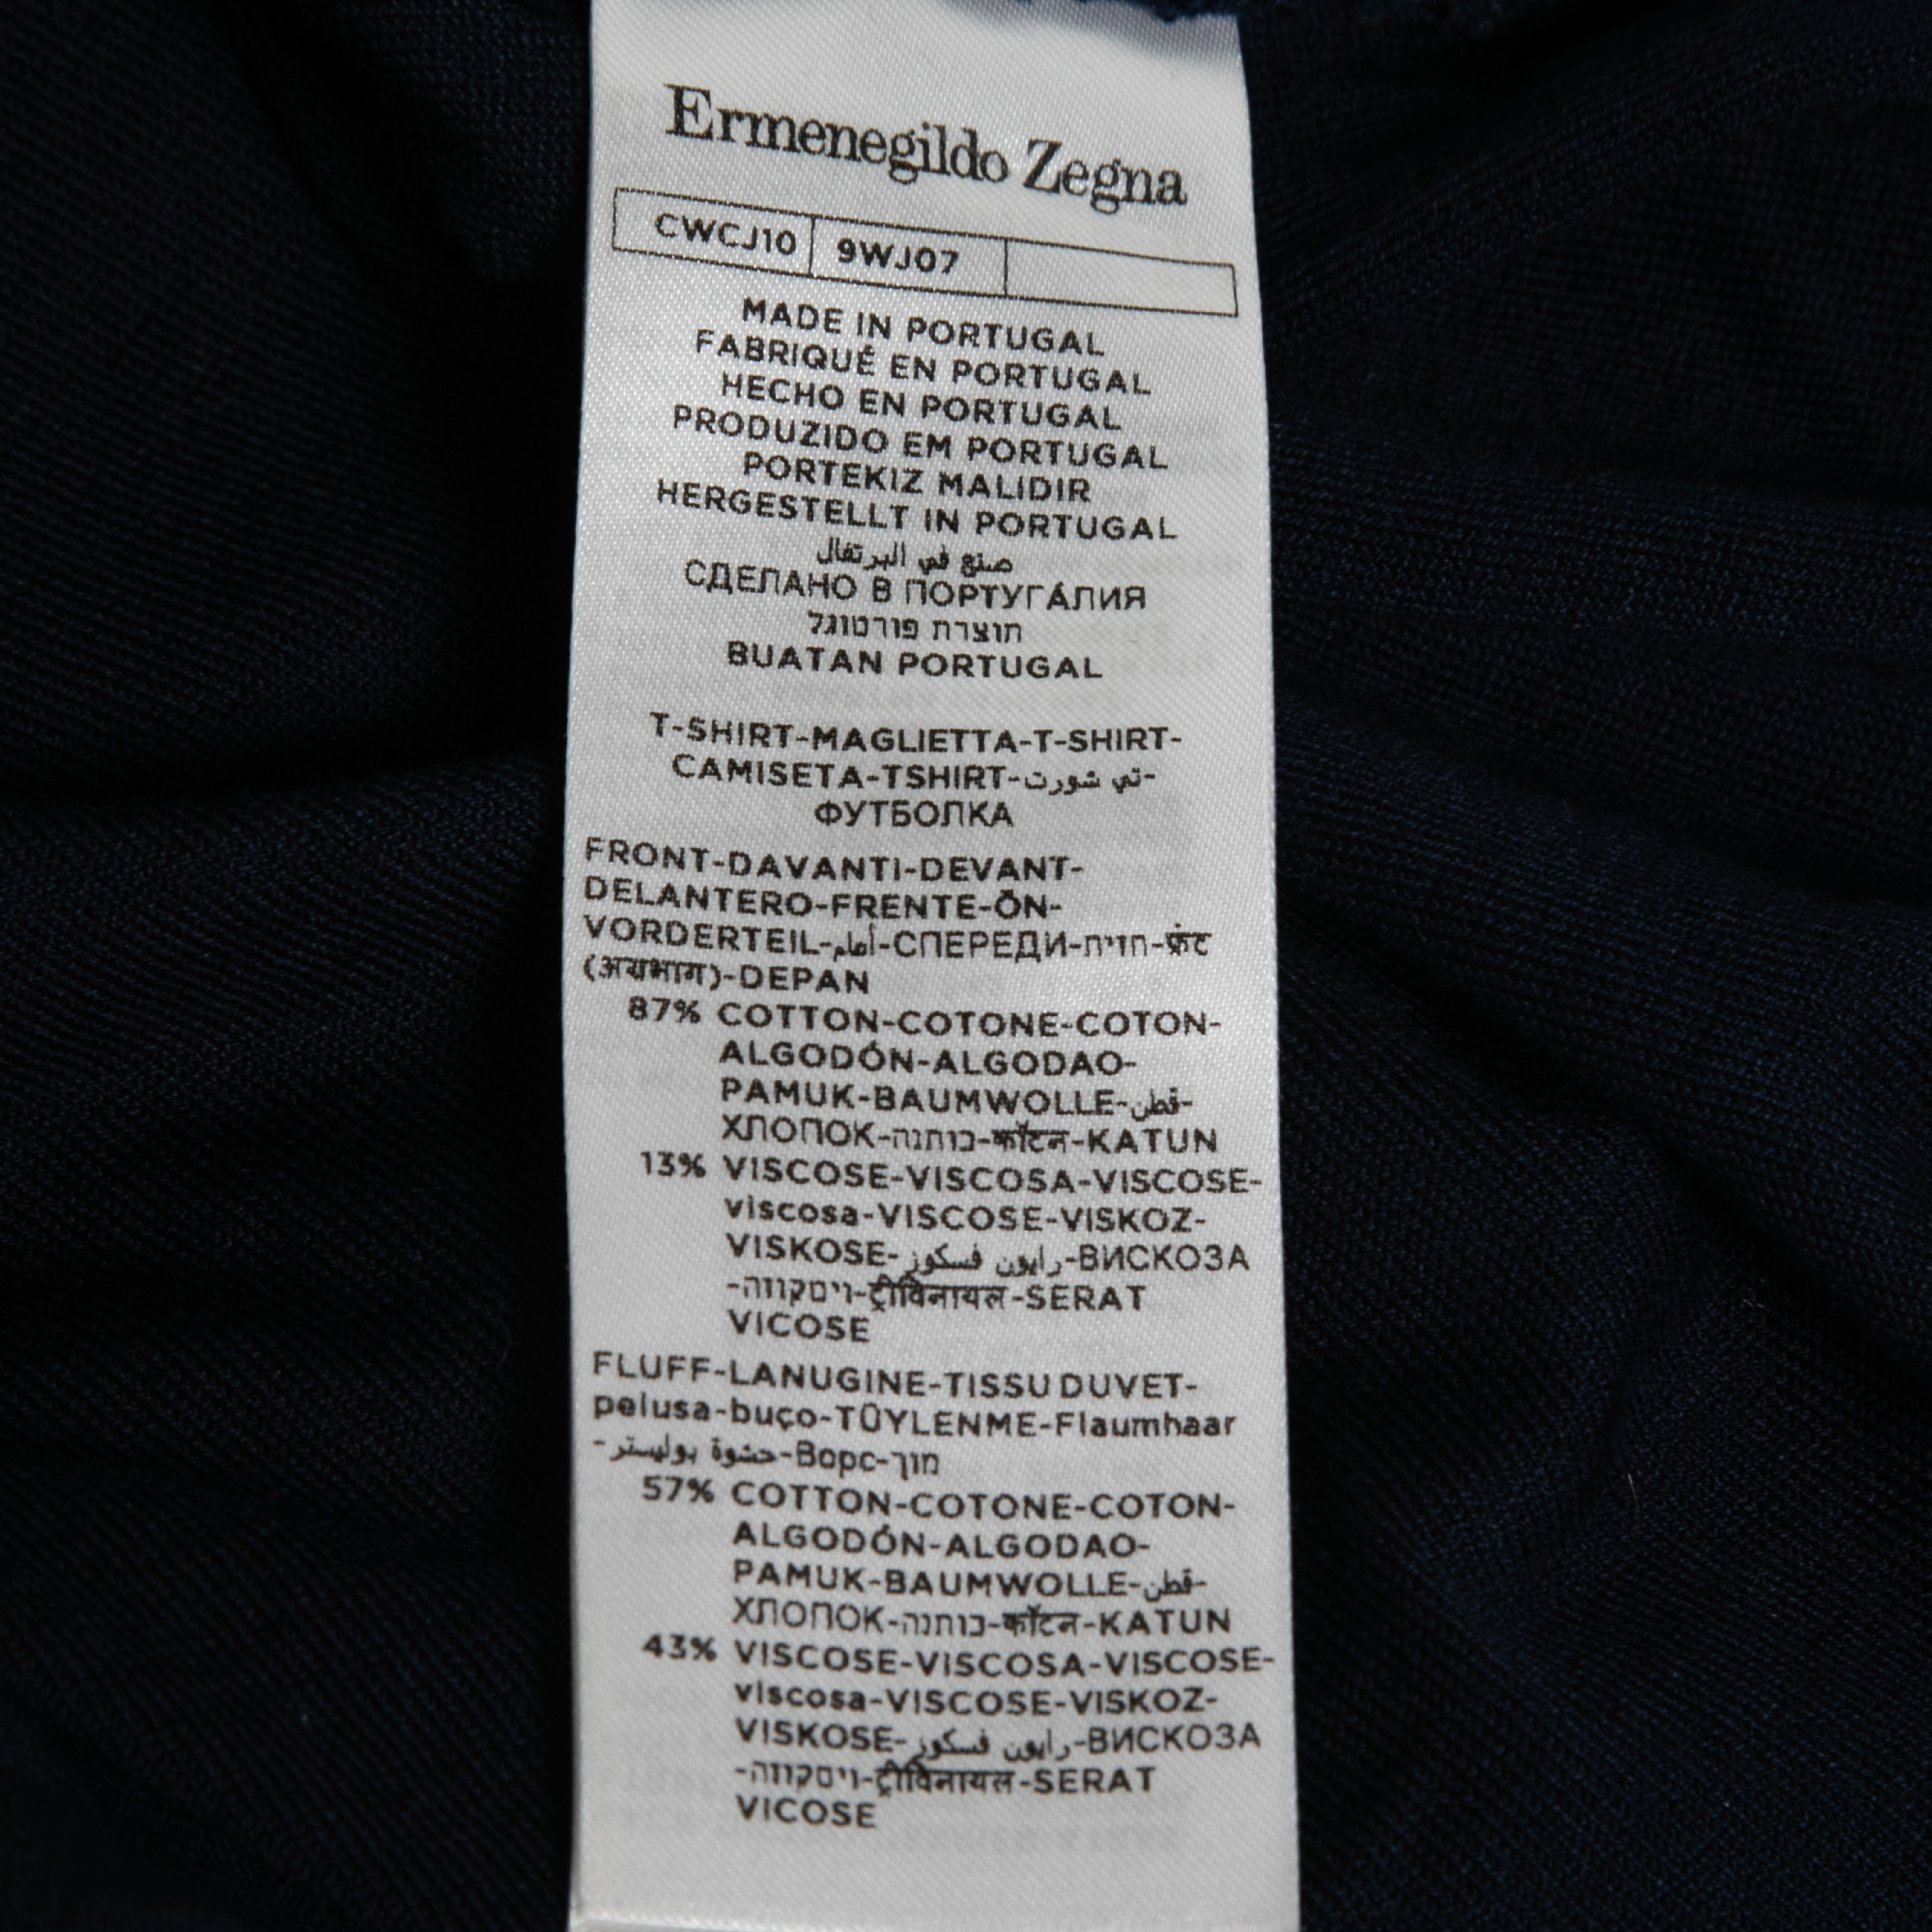 Ermenegildo Zegna
CWCJ10 9WJ07
MADE IN PORTUGAL
FABRIQUÉ EN PORTUGAL
HECHO EN PORTUGAL
PRODUZIDO EM PORTUGAL
PORTEKIZ MALIDIR
HERGESTELLT IN PORTUGAL
صنع في البرتغال
СДЕЛАНО В ПОРТУГА́ЛИЯ
תוצרת פורטוגל
BUATAN PORTUGAL
T-SHIRT-MAGLIETTA-T-SHIRT-
CAMISETA-TSHIRT-تي شورت-
ФУТБОЛКА
FRONT-DAVANTI-DEVANT-
DELANTERO-FRENTE-ÖN-
VORDERTEIL-أمام-СПЕРЕДИ-חזית-फ्रंट
(अग्रभाग)-DEPAN
87% COTTON-COTONE-COTON-
ALGODÓN-ALGODAO-
PAMUK-BAUMWOLLE-قطن-
ХЛОПОК-כותנה-कॉटन-KATUN
13% VISCOSE-VISCOSA-VISCOSE-
viscosa-VISCOSE-VISKOZ-
VISKOSE-رايون فسكوز-ВИСКОЗА
-ויסקוזה-ट्रीविनायल-SERAT
VICOSE
FLUFF-LANUGINE-TISSU DUVET-
pelusa-buço-TÜYLENME-Flaumhaar
-حشوة بوليستر-Ворс-מוך
57% COTTON-COTONE-COTON-
ALGODÓN-ALGODAO-
PAMUK-BAUMWOLLE-قطن-
ХЛОПОК-כותנה-कॉटन-KATUN
43% VISCOSE-VISCOSA-VISCOSE-
viscosa-VISCOSE-VISKOZ-
VISKOSE-رايون فسكوز-ВИСКОЗА
-ויסקוזה-ट्रीविनायल-SERAT
VICOSE